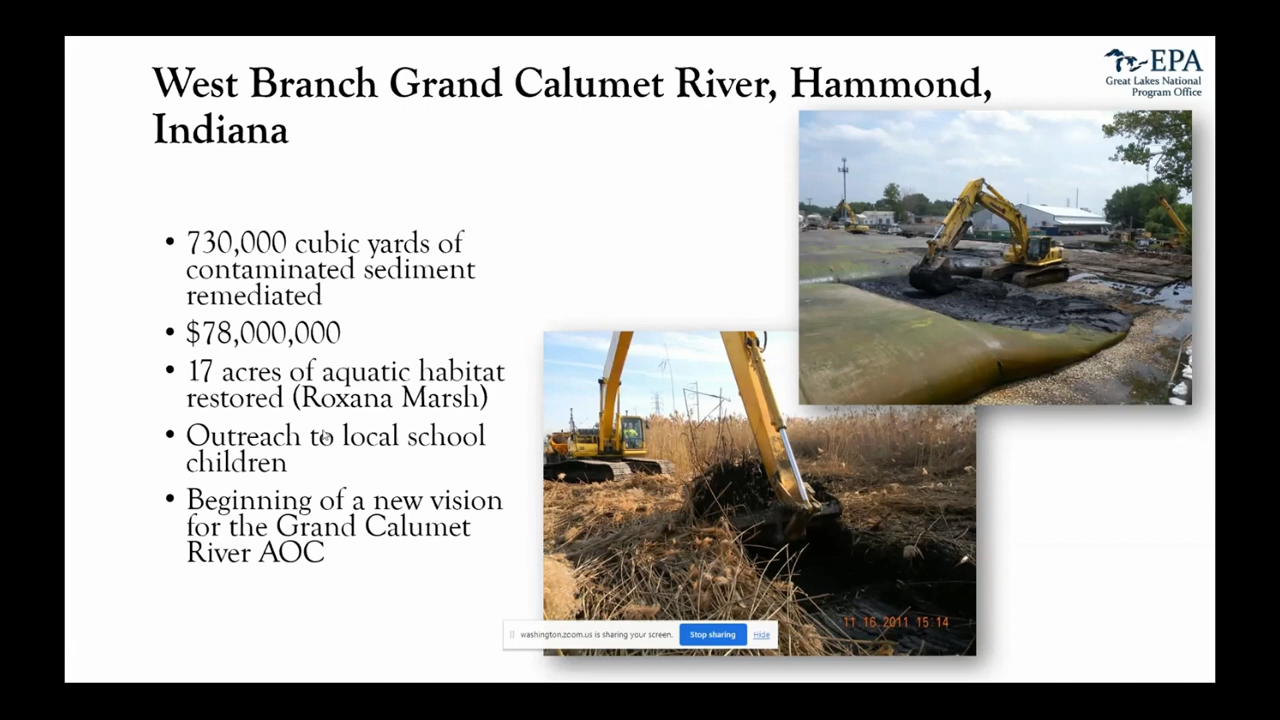 West Branch Grand Calumet River, Hammond,
Indiana
EPA
Great Lakes National
Program Office
• 730,000 cubic yards of
contaminated sediment
remediated
• $78,000,000
• 17 acres of aquatic habitat
restored (Roxana Marsh)
• Outreach to local school
children
• Beginning of a new vision
for the Grand Calumet
River AOC
11 16 2011 15:14
washington.zoom.us is sharing your screen.
Stop sharing
Hide